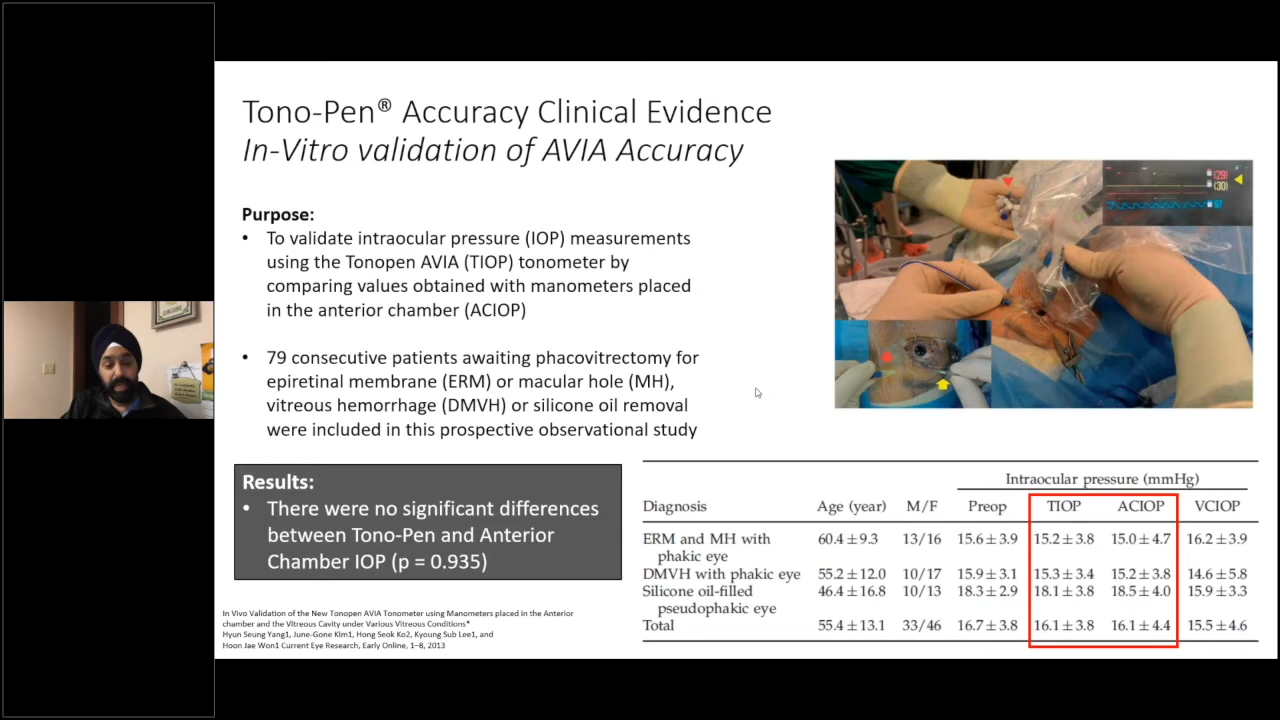 Tono-Pen® Accuracy Clinical Evidence
In-Vitro validation of AVIA Accuracy
Purpose:
• To validate intraocular pressure (IOP) measurements
using the Tonopen AVIA (TIOP) tonometer by
comparing values obtained with manometers placed
in the anterior chamber (ACIOP)
• 79 consecutive patients awaiting phacovitrectomy for
epiretinal membrane (ERM) or macular hole (MH),
vitreous hemorrhage (DMVH) or silicone oil removal
were included in this prospective observational study
(29)
(30)
97
Results:
• There were no significant differences
between Tono-Pen and Anterior
Chamber IOP (p = 0.935)
Intraocular pressure (mmHg)
Diagnosis Age (year) M/F Preop TIOP ACIOP VCIOP
ERM and MH with 60.4±9.3 13/16 15.6±3.9 15.2±3.8 15.0±4.7 16.2±3.9
phakic eye
DMVH with phakic eye 55.2±12.0 10/17 15.9±3.1 15.3±3.4 15.2±3.8 14.6±5.8
Silicone oil-filled 46.4±16.8 10/13 18.3±2.9 18.1±3.8 18.5±4.0 15.9±3.3
pseudophakic eye
Total 55.4±13.1 33/46 16.7±3.8 16.1±3.8 16.1±4.4 15.5±4.6
In Vivo Validation of the New Tonopen AVIA Tonometer using Manometers placed in the Anterior
chamber and the Vitreous Cavity under Various Vitreous Conditions*
Hyun Seung Yang1, June-Gone Kim1, Hong Seok Ko2, Kyoung Sub Lee1, and
Hoon Jae Won1 Current Eye Research, Early Online, 1–8, 2013